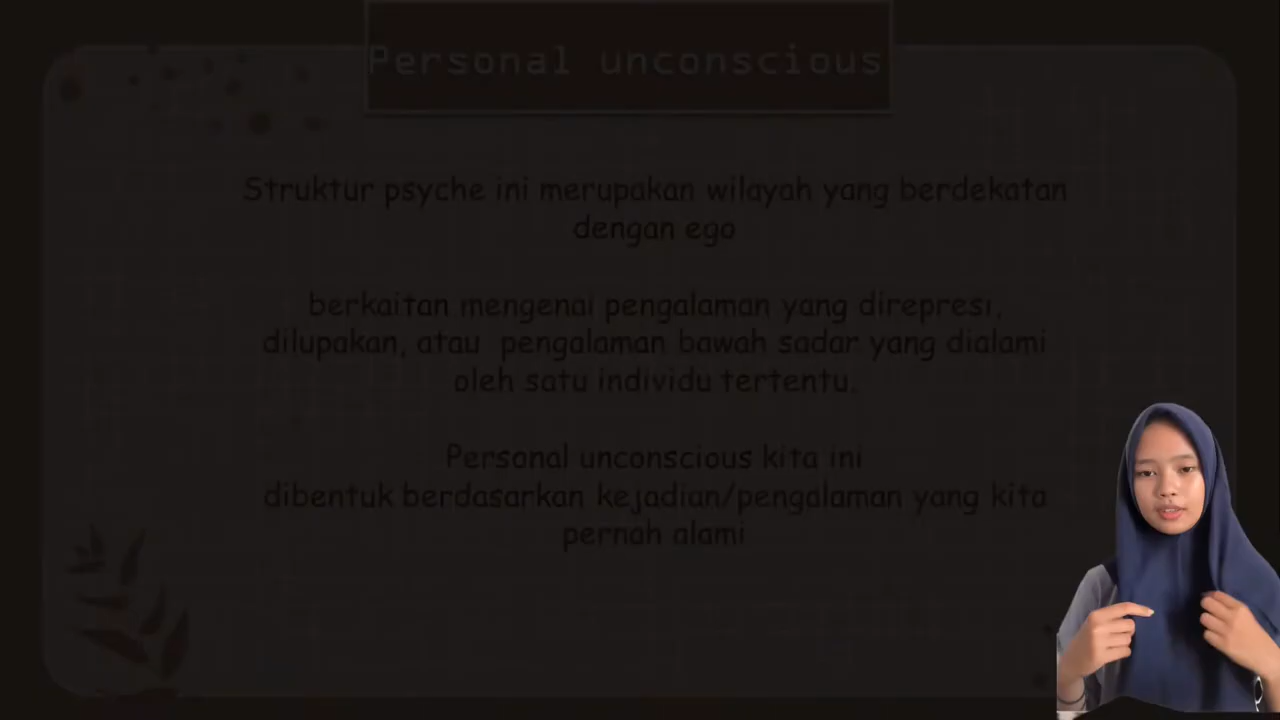 Personal unconscious
Struktur psyche ini merupakan wilayah yang berdekatan
dengan ego
berkaitan mengenai pengalaman yang direpresi,
dilupakan, atau pengalaman bawah sadar yang dialami
oleh satu individu tertentu.
Personal unconscious kita ini
dibentuk berdasarkan kejadian/pengalaman yang kita
pernah alami